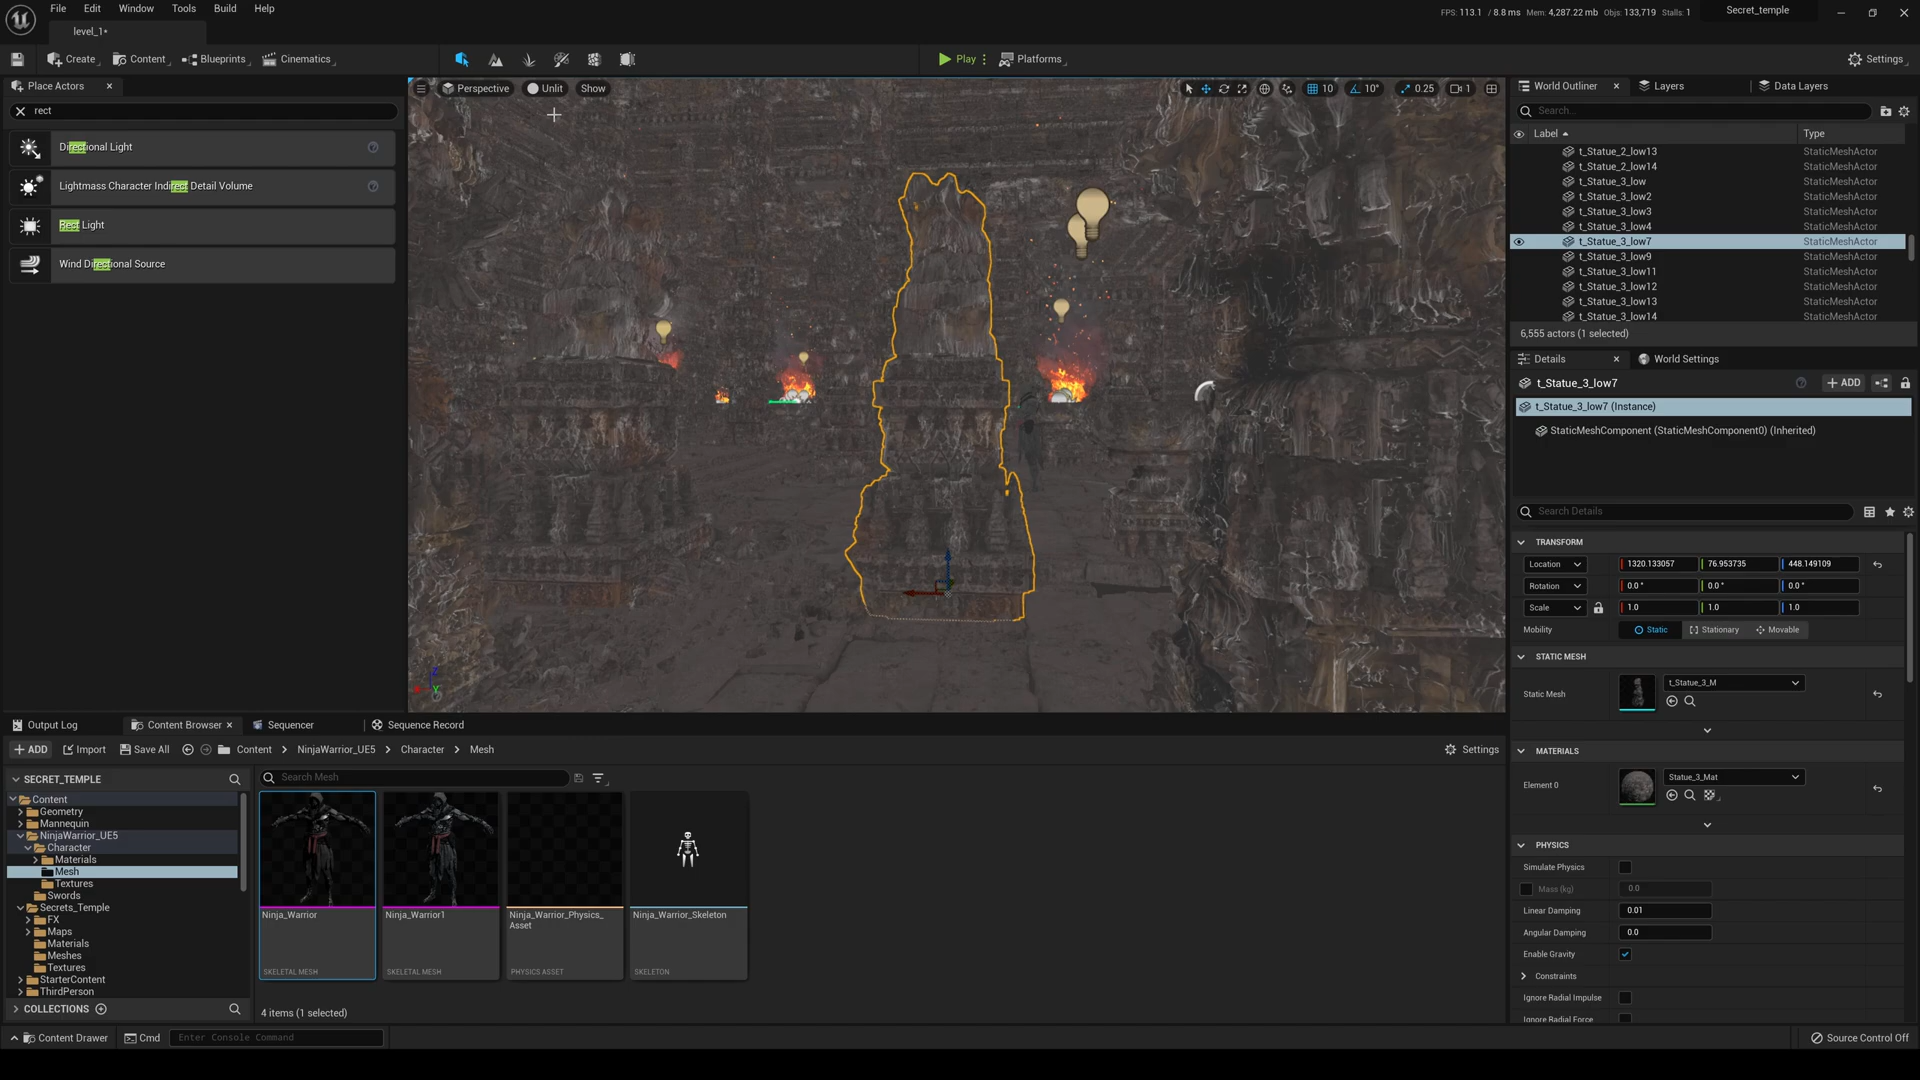 File Edit Window Tools Build Help
FPS: 113.1 / 8.8 ms Mem: 4,287.22 mb Objs: 133,719 Stalls: 1
Secret_temple
level_1•
Create Content Blueprints Cinematics
Play Platforms
Settings
Place Actors
rect
Directional Light
Lightmass Character Indirect Detail Volume
Rect Light
Wind Directional Source
Perspective Unlit Show
10 10° 0.25 1
World Outliner Layers Data Layers
Search...
Label Type
t_Statue_2_low13 StaticMeshActor
t_Statue_2_low14 StaticMeshActor
t_Statue_3_low StaticMeshActor
t_Statue_3_low2 StaticMeshActor
t_Statue_3_low3 StaticMeshActor
t_Statue_3_low4 StaticMeshActor
t_Statue_3_low7 StaticMeshActor
t_Statue_3_low9 StaticMeshActor
t_Statue_3_low11 StaticMeshActor
t_Statue_3_low12 StaticMeshActor
t_Statue_3_low13 StaticMeshActor
t_Statue_3_low14 StaticMeshActor
6,555 actors (1 selected)
Details World Settings
t_Statue_3_low7
ADD
t_Statue_3_low7 (Instance)
StaticMeshComponent (StaticMeshComponent0) (Inherited)
Search Details
TRANSFORM
Location 1320.133057 76.953735 448.149109
Rotation 0.0° 0.0° 0.0°
Scale 1.0 1.0 1.0
Mobility Static Stationary Movable
STATIC MESH
Static Mesh t_Statue_3_M
MATERIALS
Element 0 Statue_3_Mat
PHYSICS
Simulate Physics
Mass (kg) 0.0
Linear Damping 0.01
Angular Damping 0.0
Enable Gravity
Constraints
Ignore Radial Impulse
Ignore Radial Force
Output Log Content Browser Sequencer Sequence Record
ADD Import Save All Content NinjaWarrior_UE5 Character Mesh
Settings
SECRET_TEMPLE
Content
Geometry
Mannequin
NinjaWarrior_UE5
Character
Materials
Mesh
Textures
Swords
Secrets_Temple
FX
Maps
Materials
Meshes
Textures
StarterContent
ThirdPerson
COLLECTIONS
Search Mesh
Ninja_Warrior
SKELETAL MESH
Ninja_Warrior1
SKELETAL MESH
Ninja_Warrior_Physics_
Asset
PHYSICS ASSET
Ninja_Warrior_Skeleton
SKELETON
4 items (1 selected)
Content Drawer Cmd Enter Console Command
Source Control Off